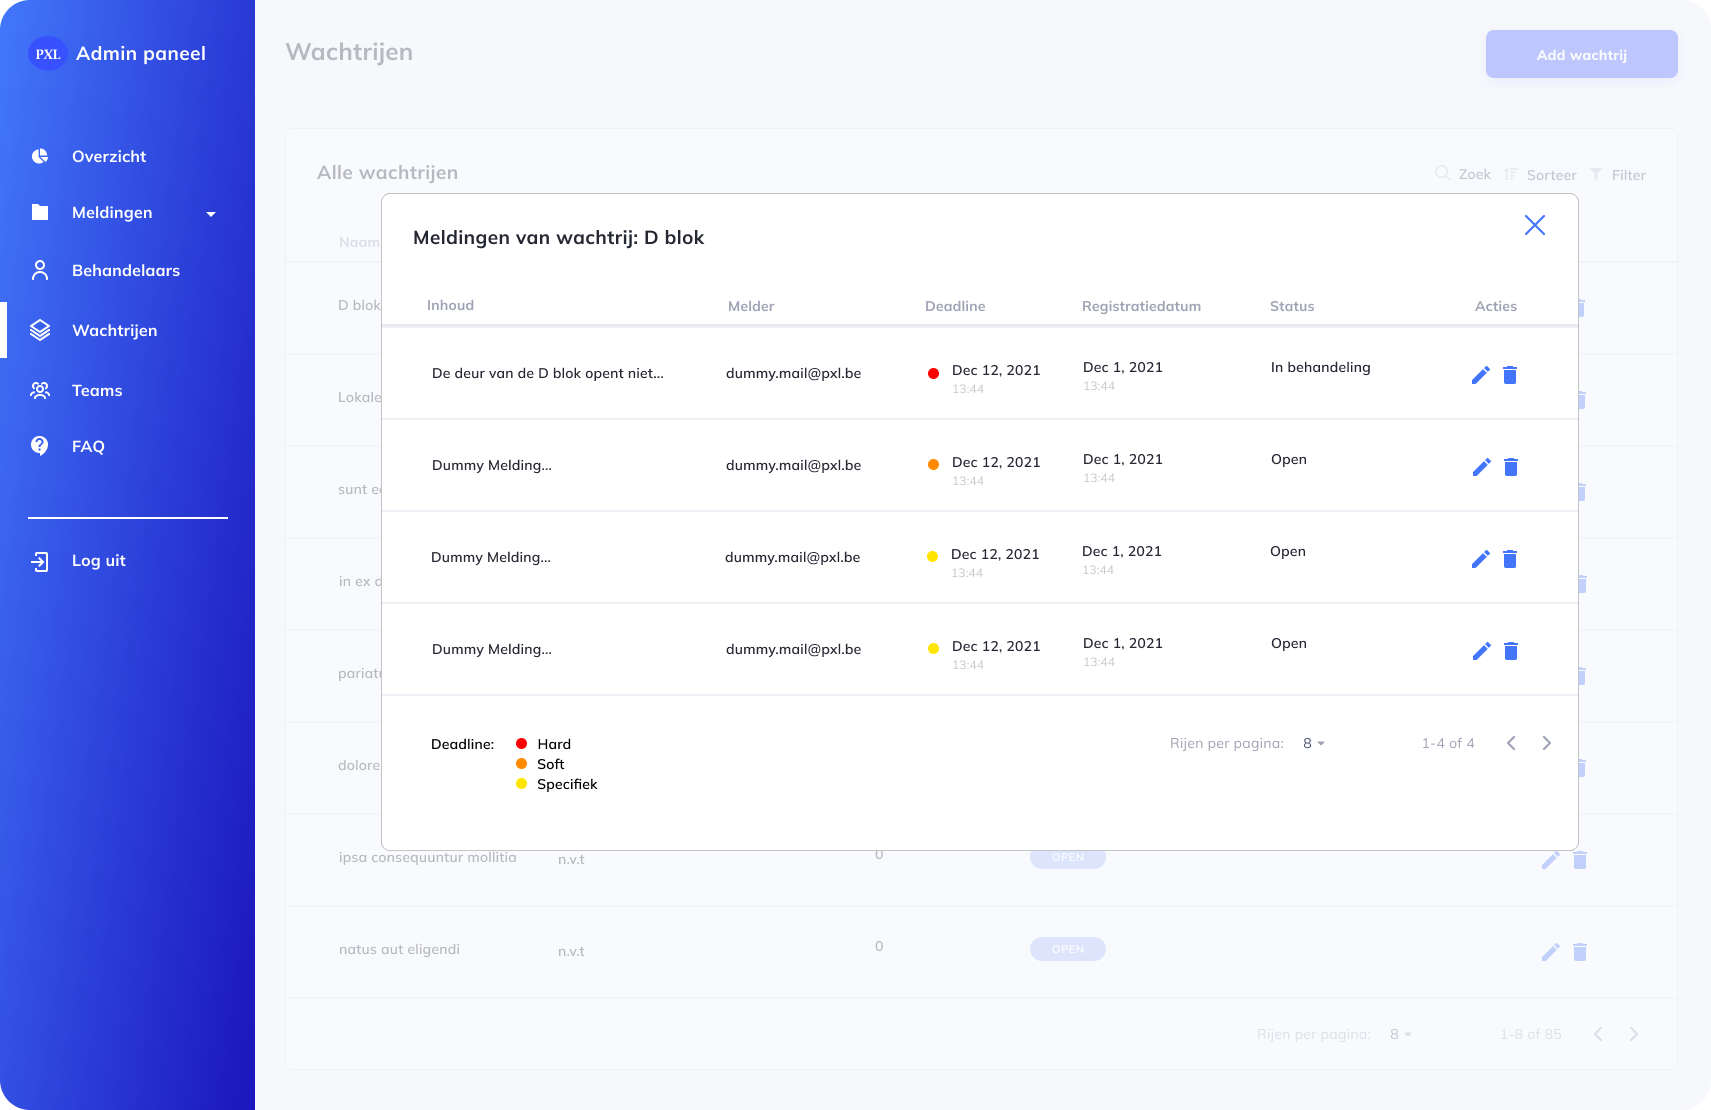 PXL Admin paneel
Overzicht
Meldingen
Behandelaars
Wachtrijen
Teams
FAQ
Log uit
Wachtrijen
Add wachtrij
Alle wachtrijen
Zoek Sorteer Filter
Naam
Meldingen van wachtrij: D blok
Inhoud Melder Deadline Registratiedatum Status Acties
De deur van de D blok opent niet... dummy.mail@pxl.be Dec 12, 2021 Dec 1, 2021 In behandeling
13:44 13:44
Dummy Melding... dummy.mail@pxl.be Dec 12, 2021 Dec 1, 2021 Open
13:44 13:44
Dummy Melding... dummy.mail@pxl.be Dec 12, 2021 Dec 1, 2021 Open
13:44 13:44
Dummy Melding... dummy.mail@pxl.be Dec 12, 2021 Dec 1, 2021 Open
13:44 13:44
Deadline: Hard
Soft
Specifiek
Rijen per pagina: 8 1-4 of 4
D blok
Lokale
sunt
in ex
dolore
ipsa consequuntur mollitia n.v.t 0 OPEN
natus aut eligendi n.v.t 0 OPEN
Rijen per pagina: 8 1-8 of 85